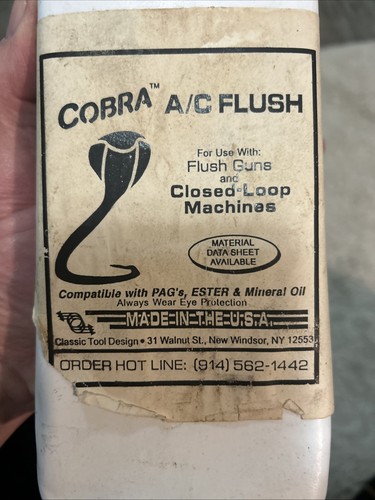 COBRA™ A/C FLUSH
For Use With:
Flush Guns
and
Closed-Loop
Machines
MATERIAL
DATA SHEET
AVAILABLE
Compatible with PAG's, ESTER & Mineral Oil
Always Wear Eye Protection
MADE-IN-THE-U.S.A.
Classic Tool Design • 31 Walnut St., New Windsor, NY 12553
ORDER HOT LINE: (914) 562-1442